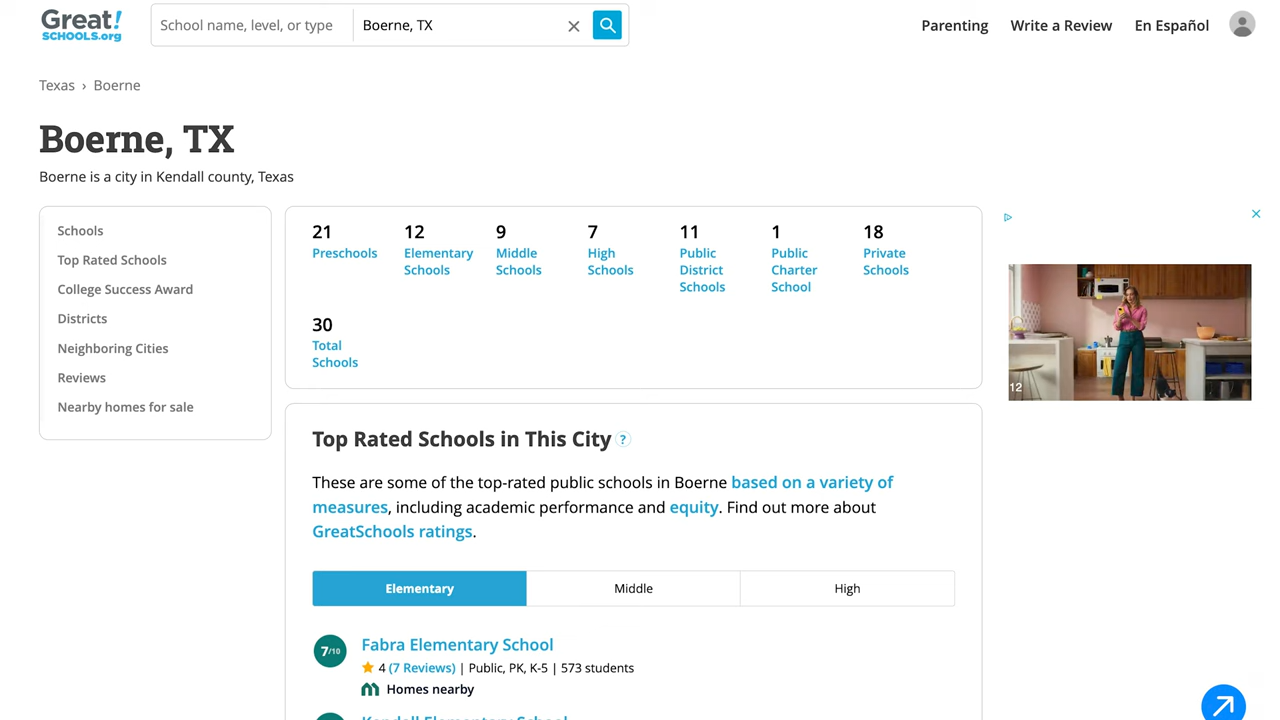 Great!
SCHOOLS.org
School name, level, or type
Boerne, TX
Parenting
Write a Review
En Español
Texas › Boerne
Boerne, TX
Boerne is a city in Kendall county, Texas
Schools
Top Rated Schools
College Success Award
Districts
Neighboring Cities
Reviews
Nearby homes for sale
21
Preschools
12
Elementary
Schools
9
Middle
Schools
7
High
Schools
11
Public
District
Schools
1
Public
Charter
School
18
Private
Schools
30
Total
Schools
12
Top Rated Schools in This City ?
These are some of the top-rated public schools in Boerne based on a variety of
measures, including academic performance and equity. Find out more about
GreatSchools ratings.
Elementary
Middle
High
7/10
Fabra Elementary School
4 (7 Reviews) | Public, PK, K-5 | 573 students
Homes nearby
Kendall Elementary School